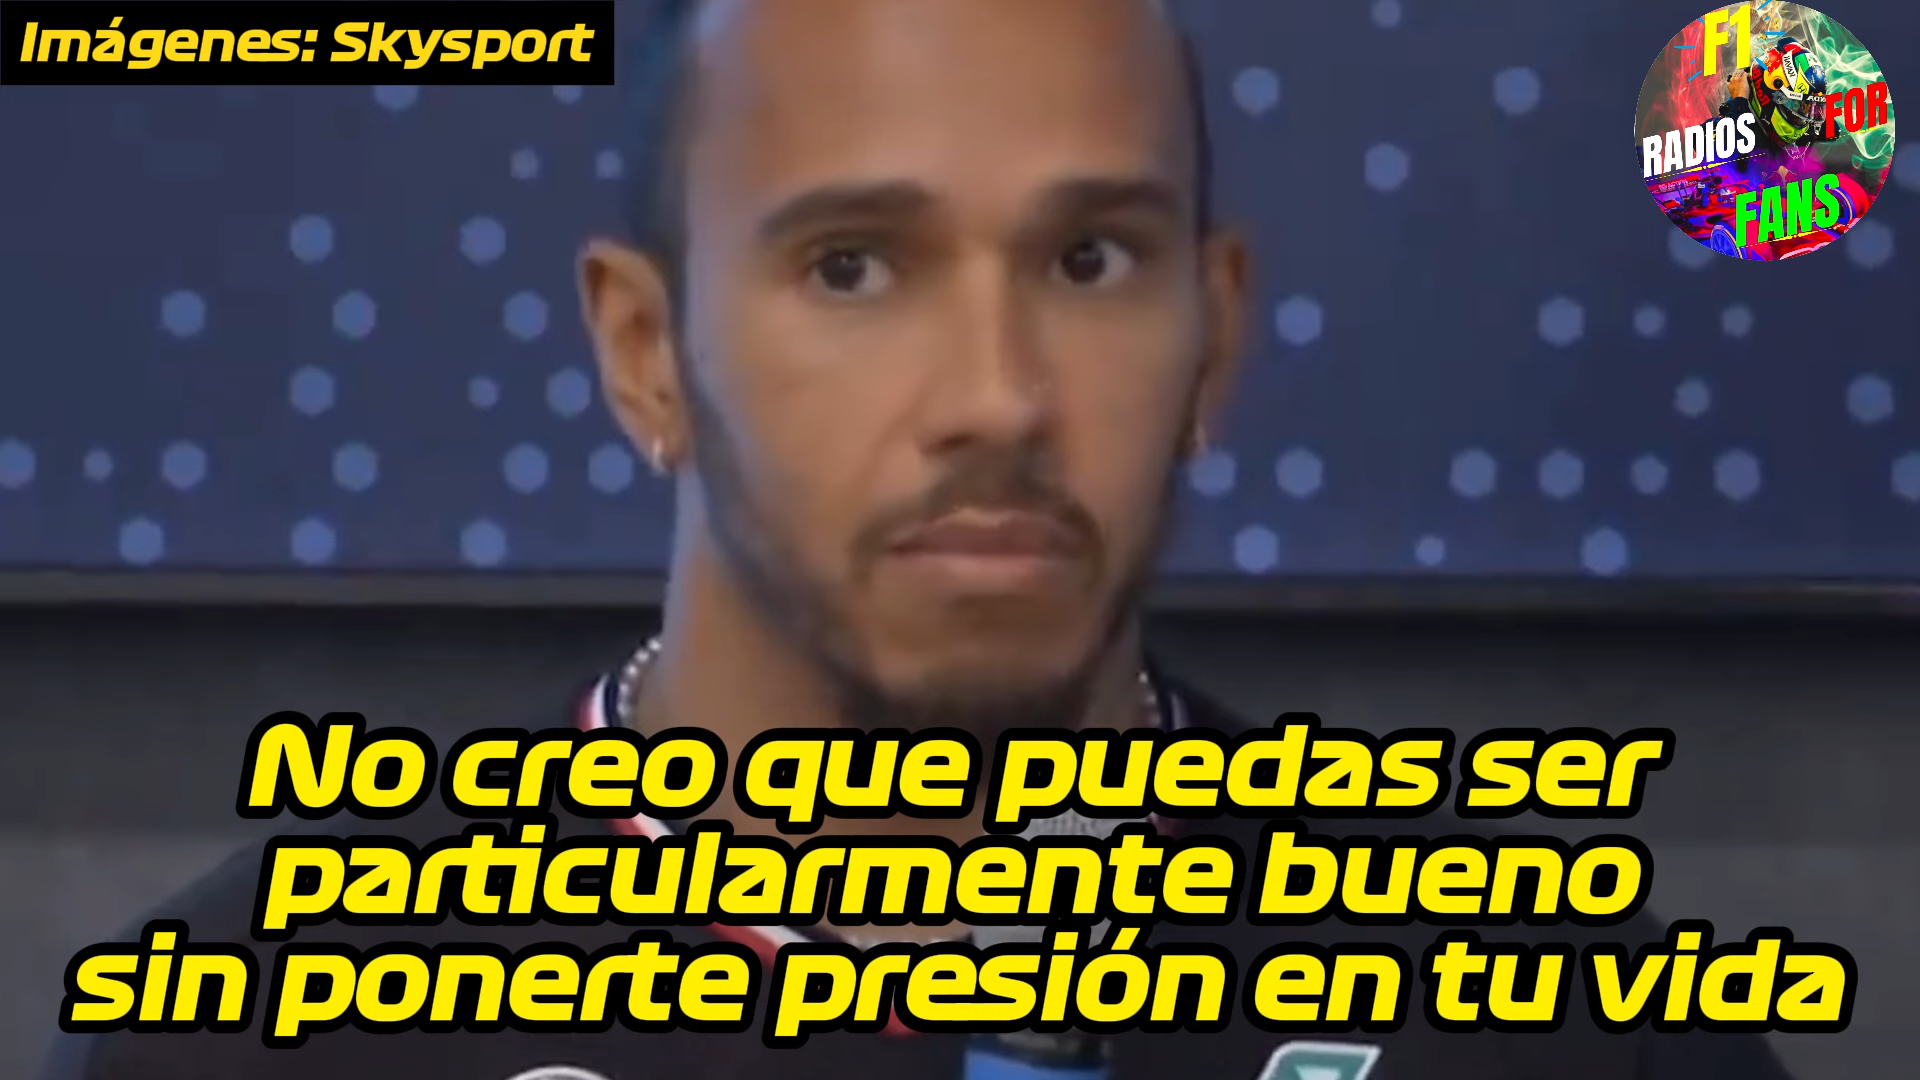 Imágenes: Skysport
F1
RADIOS FOR
FANS
No creo que puedas ser
particularmente bueno
sin ponerte presión en tu vida